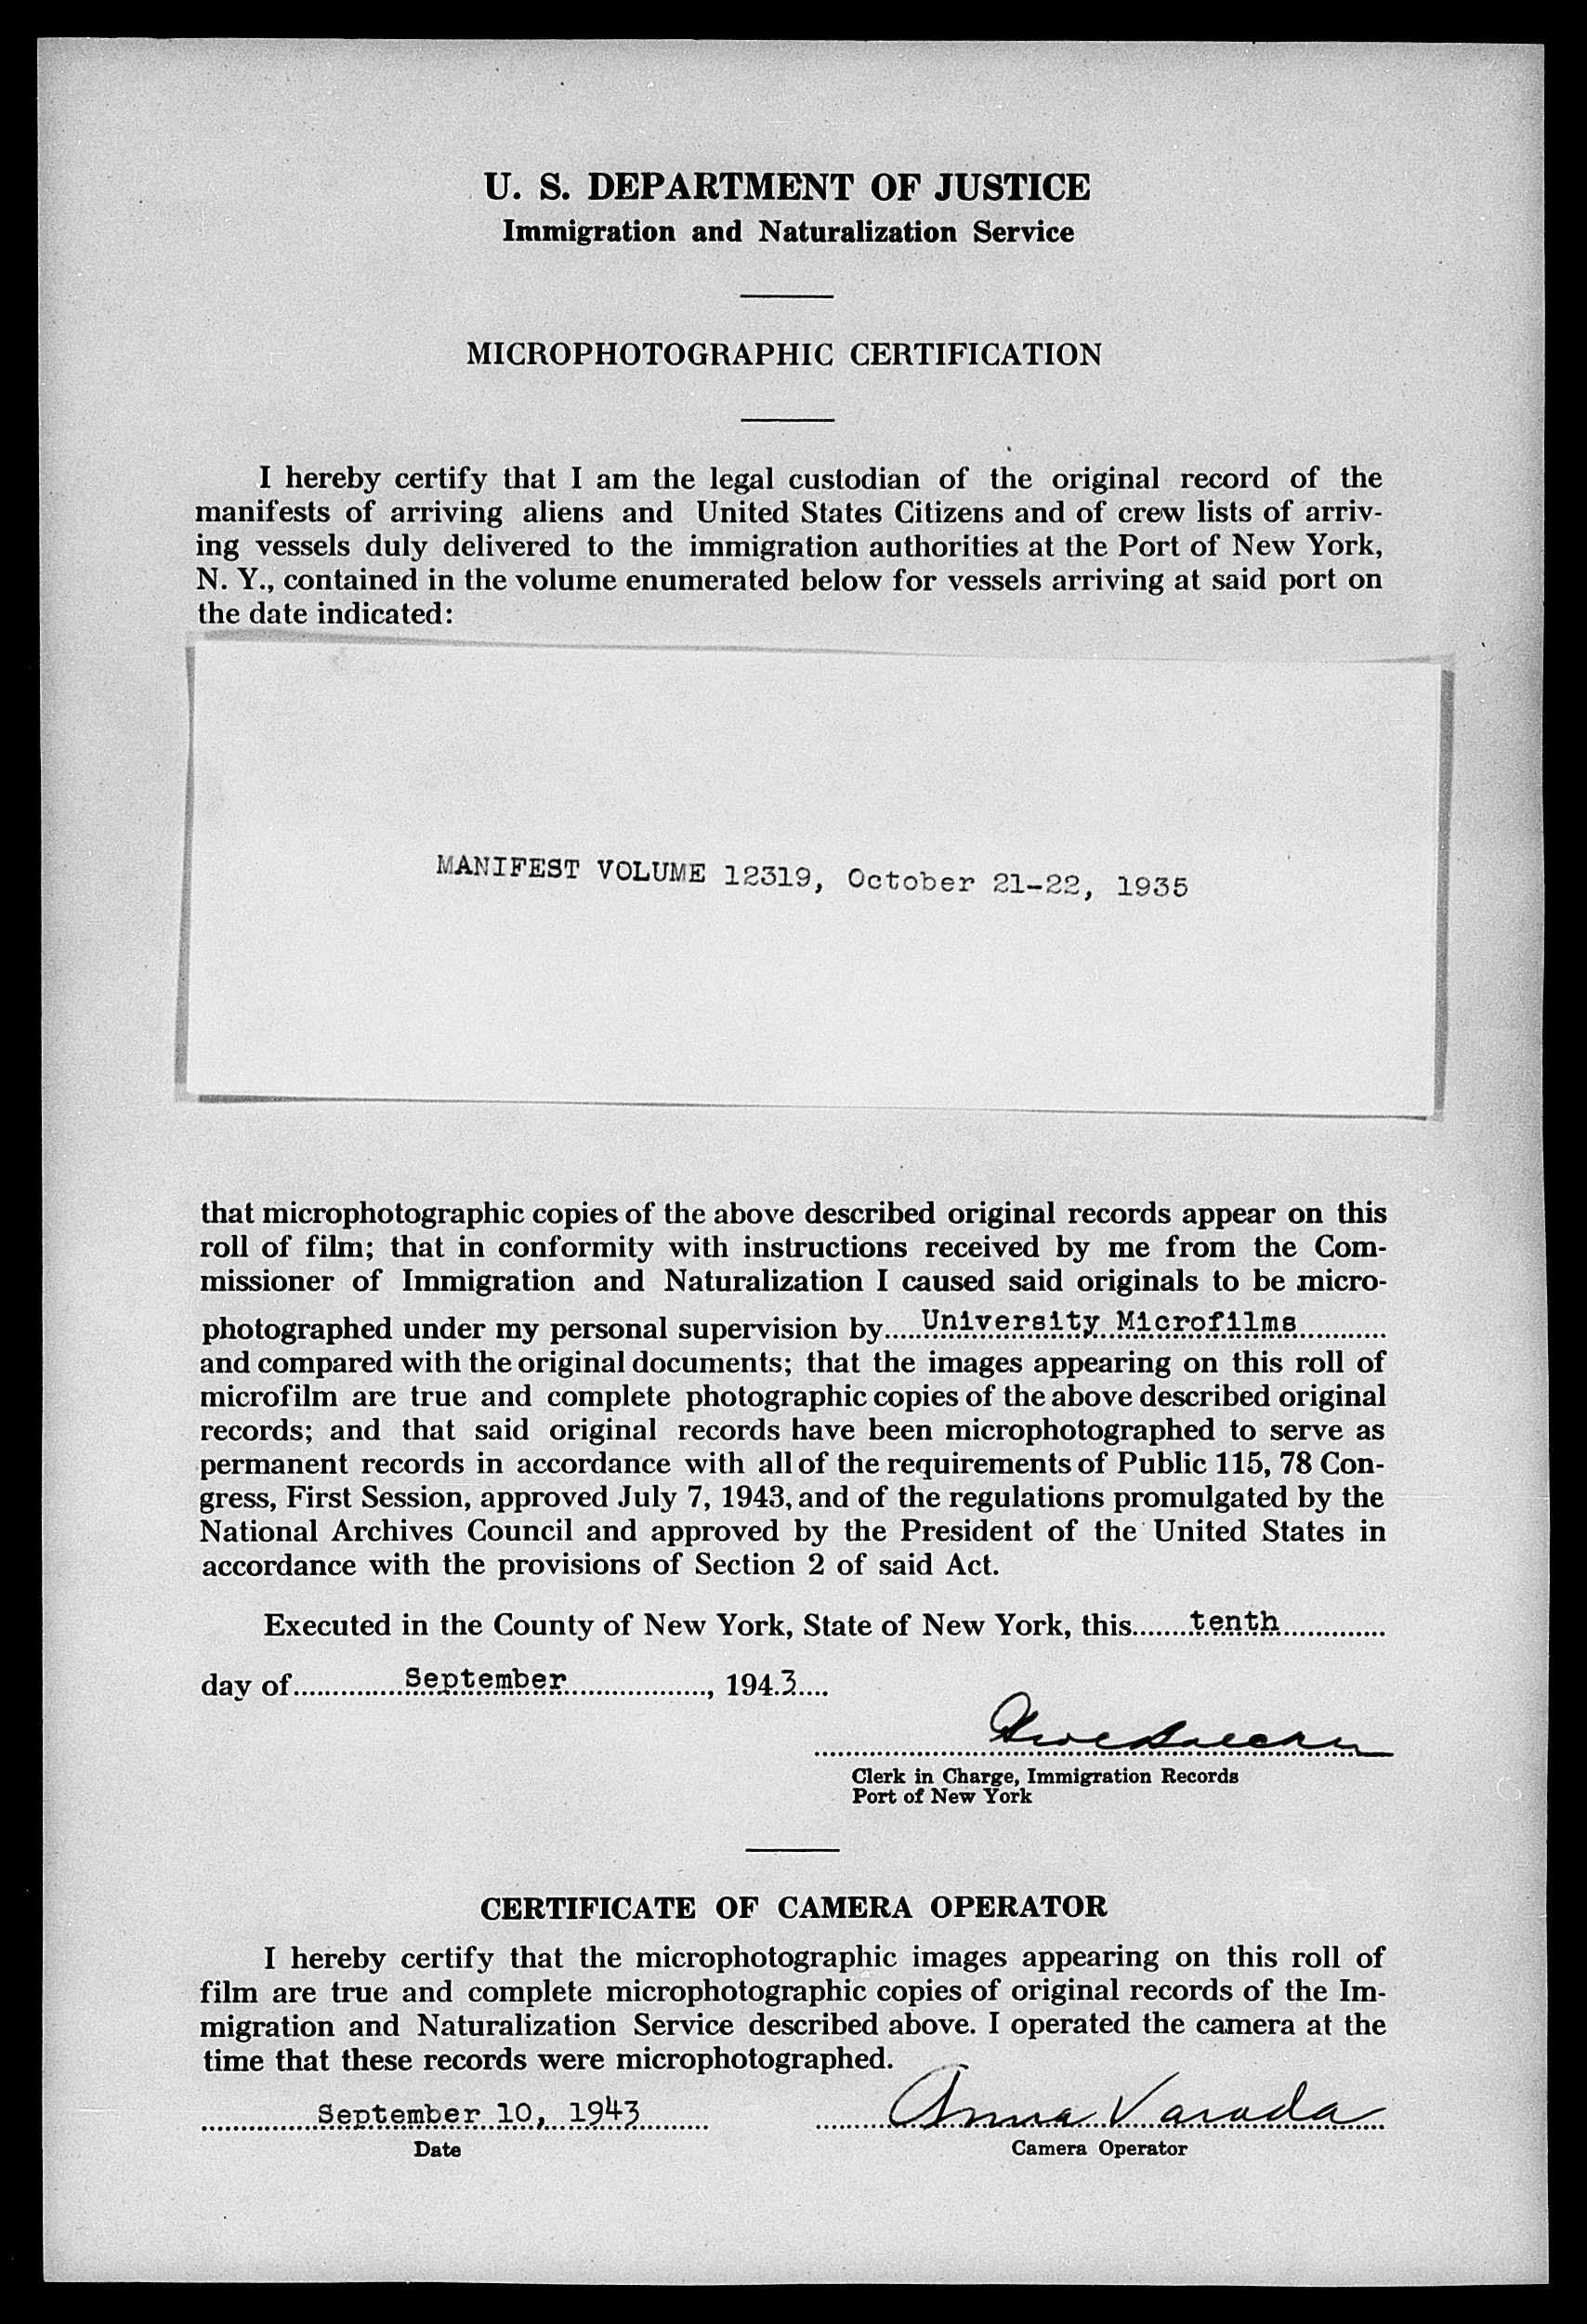 U. S. DEPARTMENT OF JUSTICE
Immigration and Naturalization Service
MICROPHOTOGRAPHIC CERTIFICATION
I hereby certify that I am the legal custodian of the original record of the
manifests of arriving aliens and United States Citizens and of crew lists of arriv-
ing vessels duly delivered to the immigration authorities at the Port of New York,
N. Y., contained in the volume enumerated below for vessels arriving at said port on
the date indicated:
MANIFEST VOLUME 12319, October 21-22, 1935
that microphotographic copies of the above described original records appear on this
roll of film; that in conformity with instructions received by me from the Com-
missioner of Immigration and Naturalization I caused said originals to be micro-
photographed under my personal supervision by University Microfilms
and compared with the original documents; that the images appearing on this roll of
microfilm are true and complete photographic copies of the above described original
records; and that said original records have been microphotographed to serve as
permanent records in accordance with all of the requirements of Public 115, 78 Con-
gress, First Session, approved July 7, 1943, and of the regulations promulgated by the
National Archives Council and approved by the President of the United States in
accordance with the provisions of Section 2 of said Act.
Executed in the County of New York, State of New York, this tenth
day of September, 1943
Clerk in Charge, Immigration Records
Port of New York
CERTIFICATE OF CAMERA OPERATOR
I hereby certify that the microphotographic images appearing on this roll of
film are true and complete microphotographic copies of original records of the Im-
migration and Naturalization Service described above. I operated the camera at the
time that these records were microphotographed.
September 10, 1943 Anna Varada
Date Camera Operator